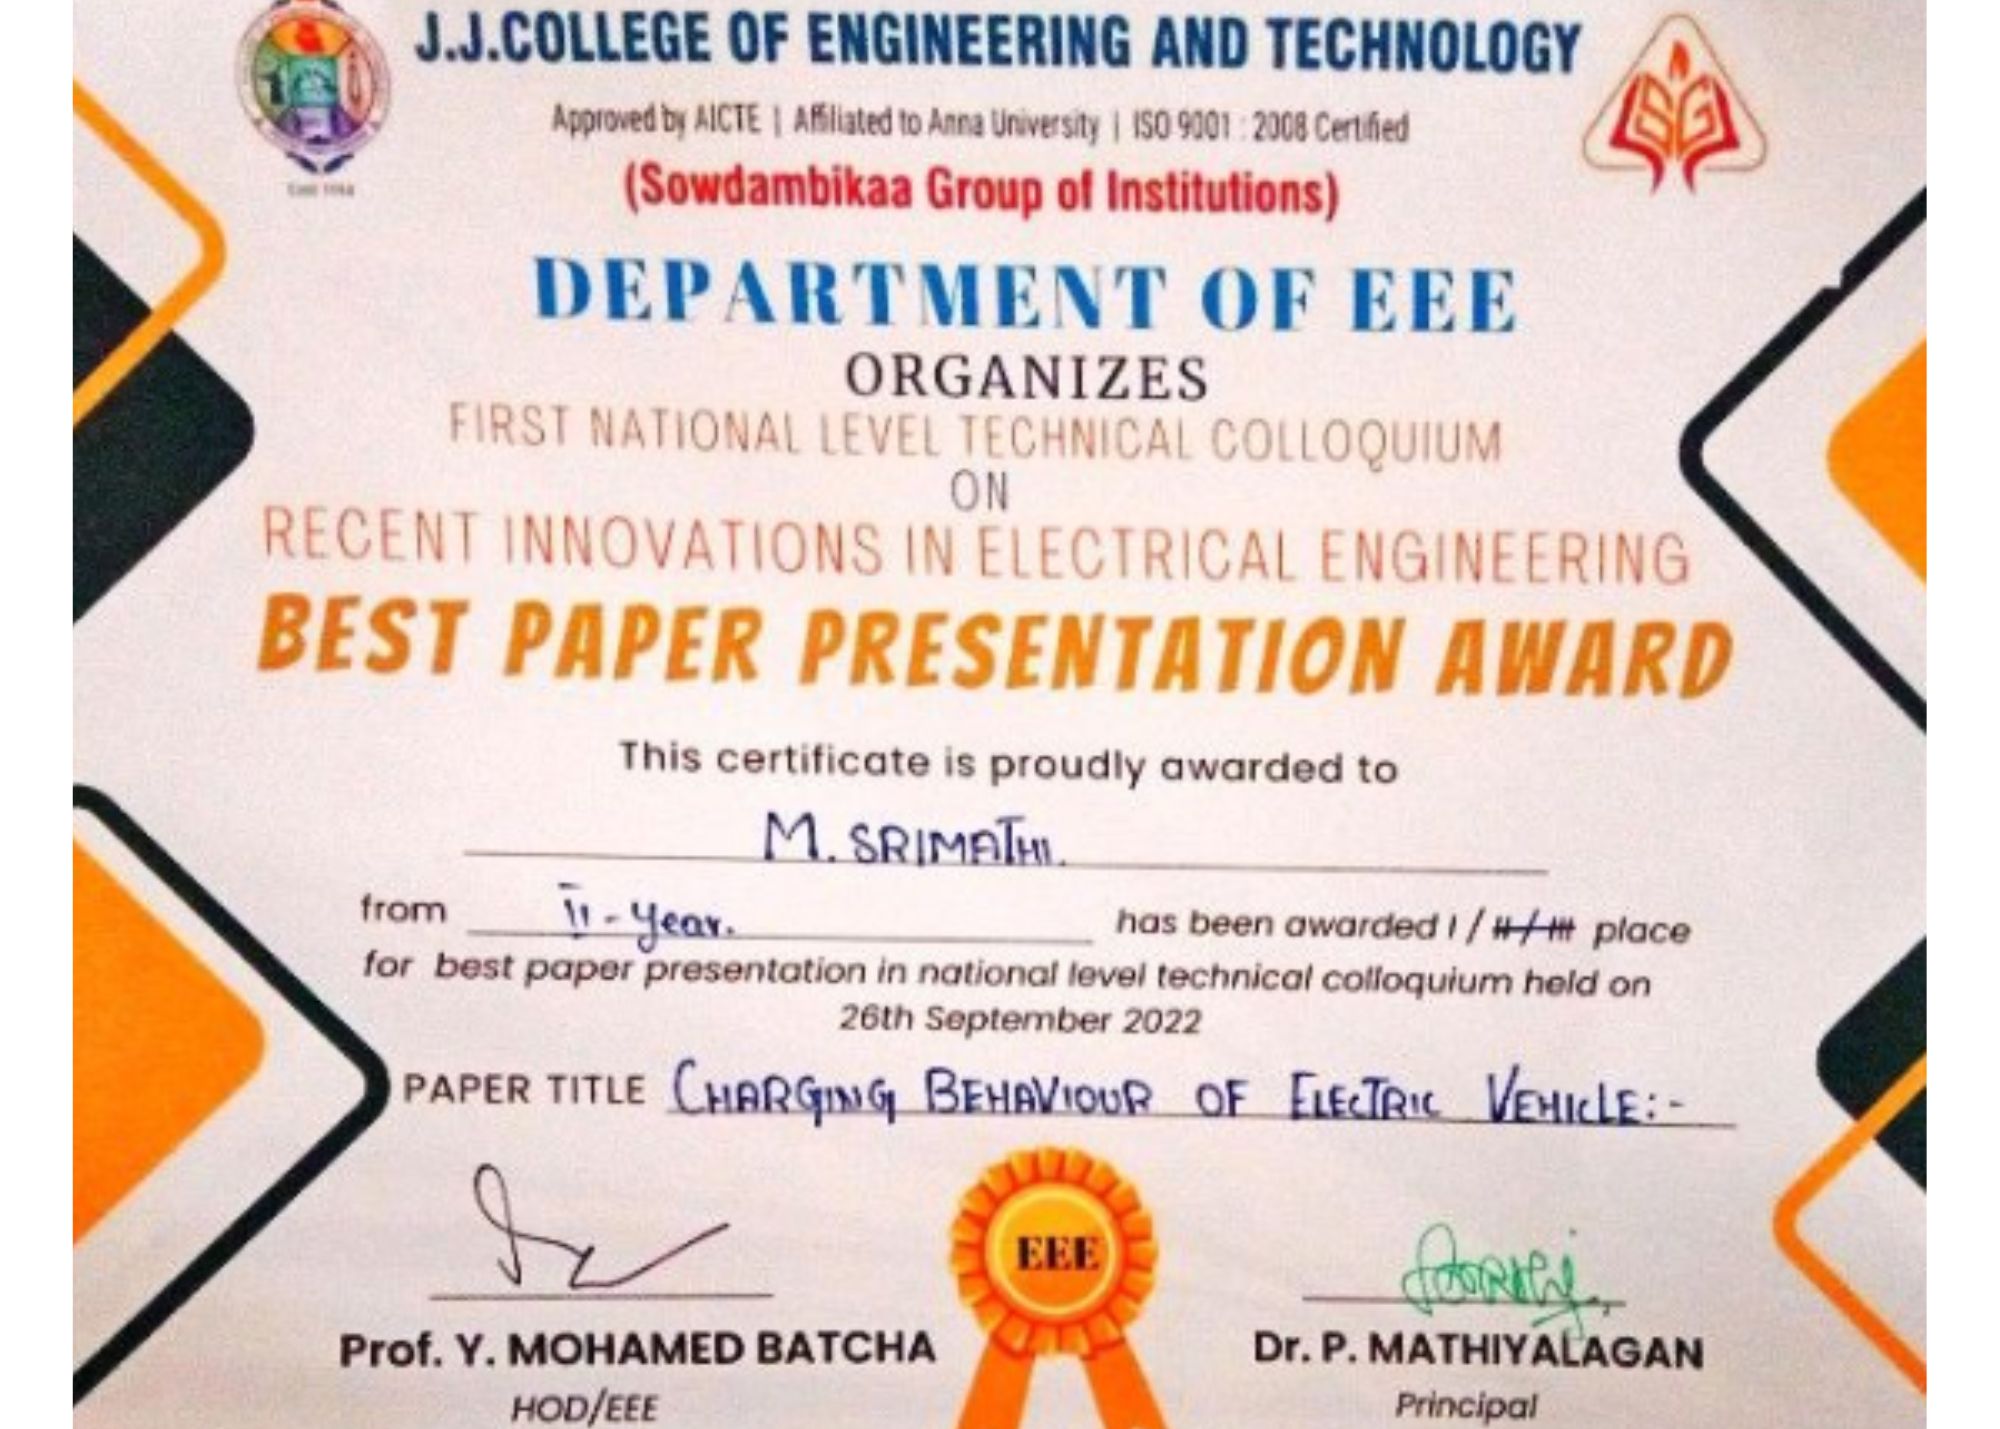 J.J.COLLEGE OF ENGINEERING AND TECHNOLOGY
Approved by AICTE | Affiliated to Anna University | ISO 9001 : 2008 Certified
(Sowdambikaa Group of Institutions)
SGI
DEPARTMENT OF EEE
ORGANIZES
FIRST NATIONAL LEVEL TECHNICAL COLLOQUIUM
ON
RECENT INNOVATIONS IN ELECTRICAL ENGINEERING
BEST PAPER PRESENTATION AWARD
This certificate is proudly awarded to
M. SRIMATHI.
from II - Year. has been awarded I / II / III place
for best paper presentation in national level technical colloquium held on
26th September 2022
PAPER TITLE CHARGING BEHAVIOUR OF ELECTRIC VEHICLE:-
EEE
Prof. Y. MOHAMED BATCHA
HOD/EEE
Dr. P. MATHIYALAGAN
Principal